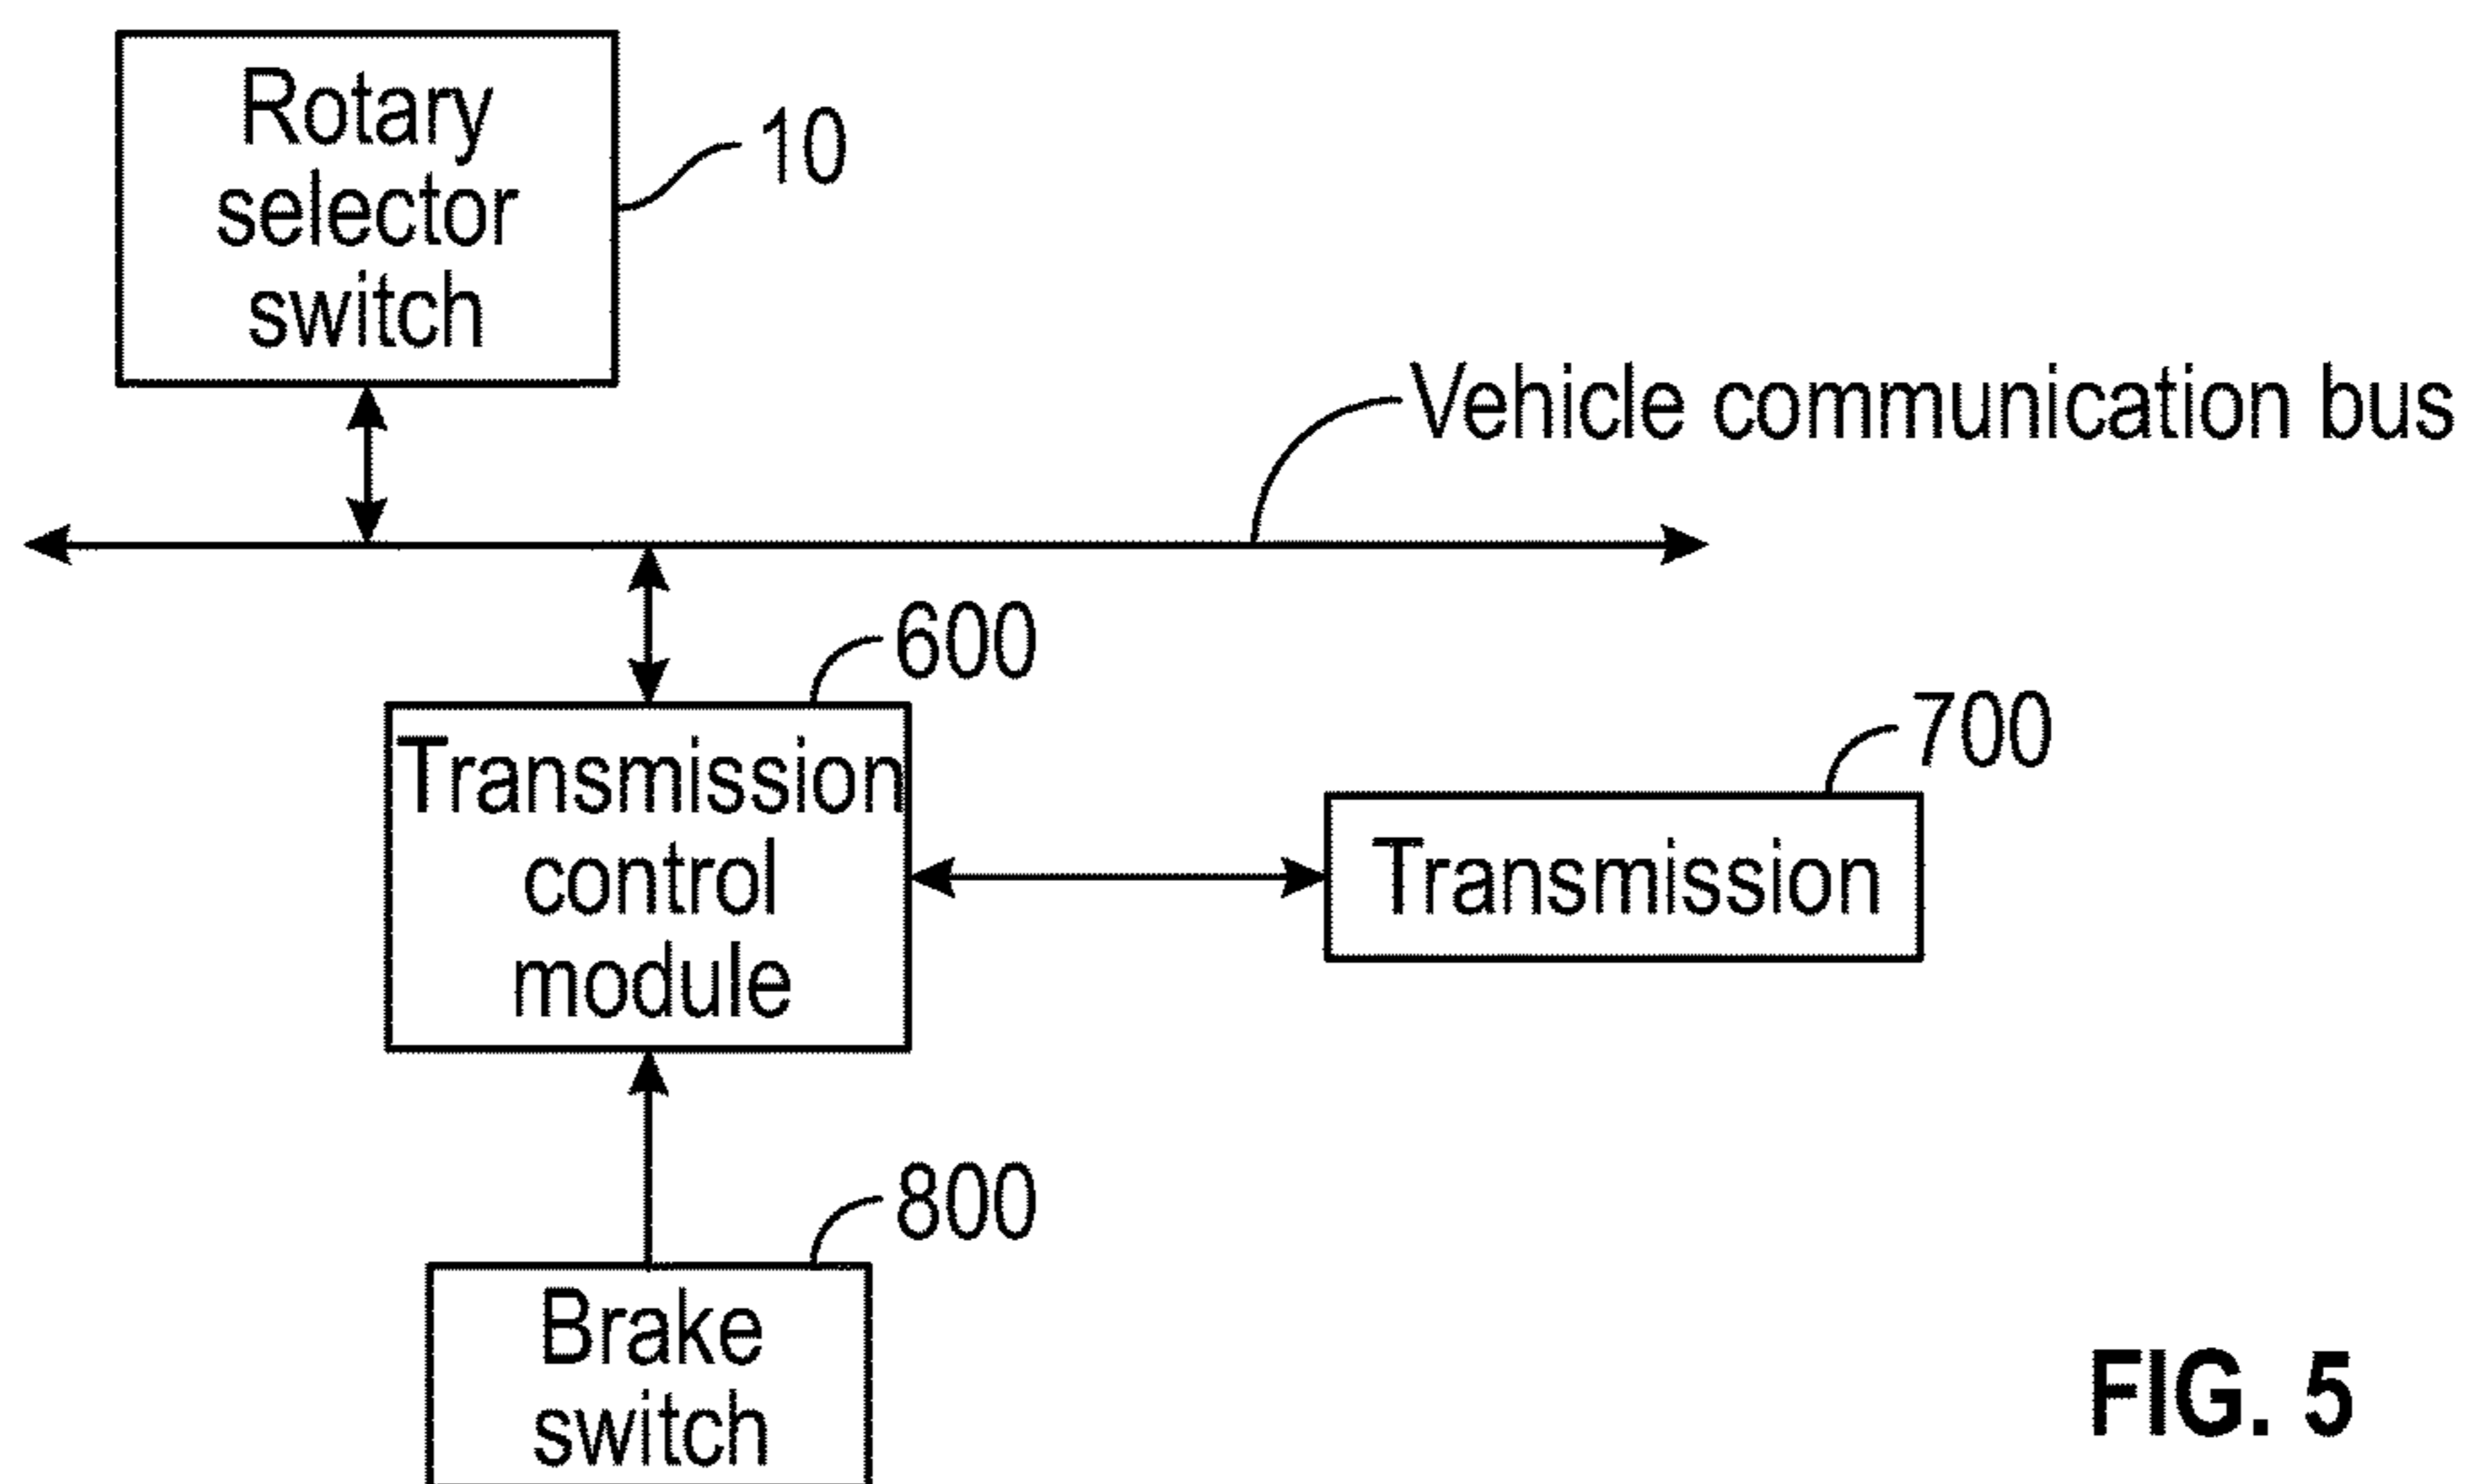 Rotary
selector
switch
10
Vehicle communication bus
600
Transmission
control
module
700
Transmission
800
Brake
switch
FIG. 5